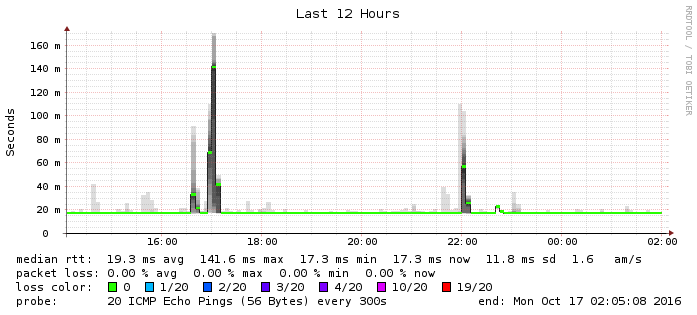 Last 12 Hours
RRDTOOL / TOBI OETIKER
Seconds
160 m
140 m
120 m
100 m
80 m
60 m
40 m
20 m
0
16:00 18:00 20:00 22:00 00:00 02:00
median rtt: 19.3 ms avg 141.6 ms max 17.3 ms min 17.3 ms now 11.8 ms sd 1.6 am/s
packet loss: 0.00 % avg 0.00 % max 0.00 % min 0.00 % now
loss color: 0 1/20 2/20 3/20 4/20 10/20 19/20
probe: 20 ICMP Echo Pings (56 Bytes) every 300s end: Mon Oct 17 02:05:08 2016